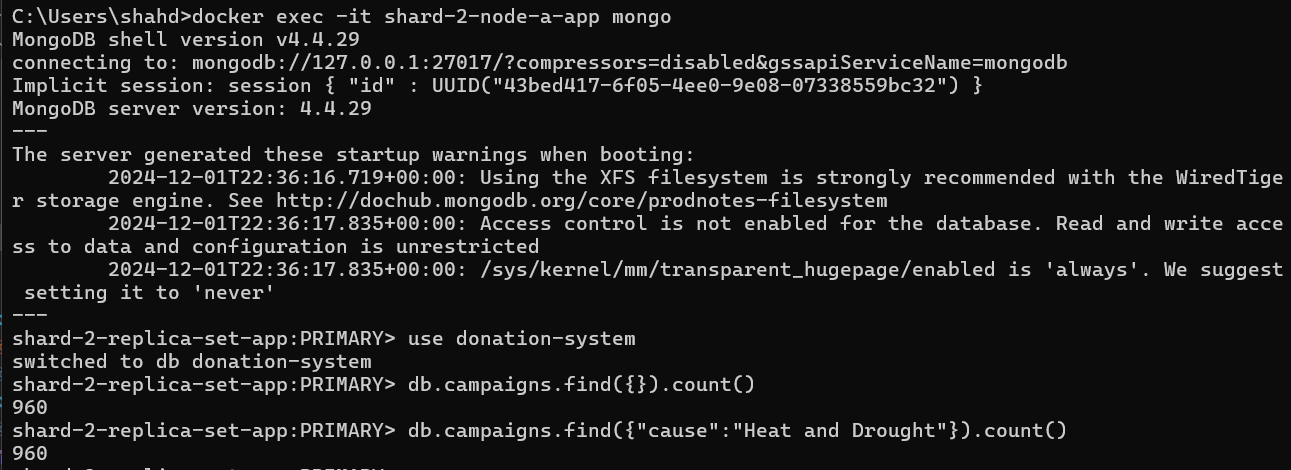 C:\Users\shahd>docker exec -it shard-2-node-a-app mongo
MongoDB shell version v4.4.29
connecting to: mongodb://127.0.0.1:27017/?compressors=disabled&gssapiServiceName=mongodb
Implicit session: session { "id" : UUID("43bed417-6f05-4ee0-9e08-07338559bc32") }
MongoDB server version: 4.4.29
---
The server generated these startup warnings when booting:
        2024-12-01T22:36:16.719+00:00: Using the XFS filesystem is strongly recommended with the WiredTige
r storage engine. See http://dochub.mongodb.org/core/prodnotes-filesystem
        2024-12-01T22:36:17.835+00:00: Access control is not enabled for the database. Read and write acce
ss to data and configuration is unrestricted
        2024-12-01T22:36:17.835+00:00: /sys/kernel/mm/transparent_hugepage/enabled is 'always'. We suggest
 setting it to 'never'
---
shard-2-replica-set-app:PRIMARY> use donation-system
switched to db donation-system
shard-2-replica-set-app:PRIMARY> db.campaigns.find({}).count()
960
shard-2-replica-set-app:PRIMARY> db.campaigns.find({"cause":"Heat and Drought"}).count()
960